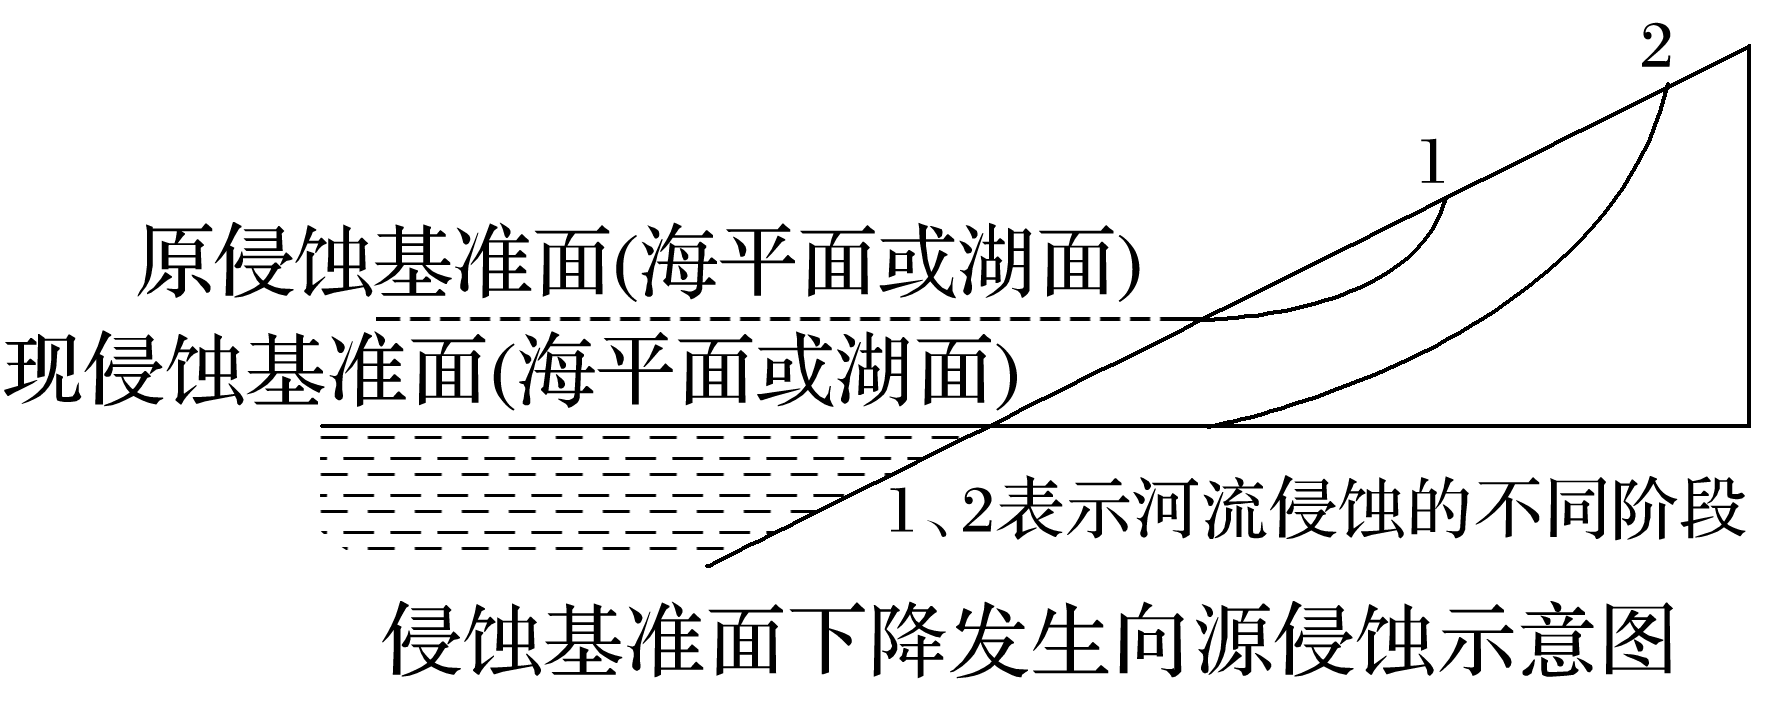 2
1
原侵蚀基准面(海平面或湖面)
现侵蚀基准面(海平面或湖面)
1、2表示河流侵蚀的不同阶段
侵蚀基准面下降发生向源侵蚀示意图